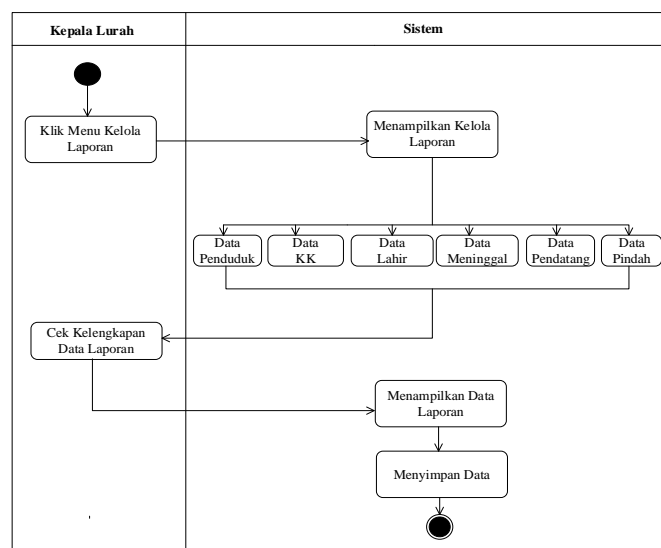 Kepala Lurah
Sistem
Klik Menu Kelola
Laporan
Menampilkan Kelola
Laporan
Data
Penduduk
Data
KK
Data
Lahir
Data
Meninggal
Data
Pendatang
Data
Pindah
Cek Kelengkapan
Data Laporan
Menampilkan Data
Laporan
Menyimpan Data